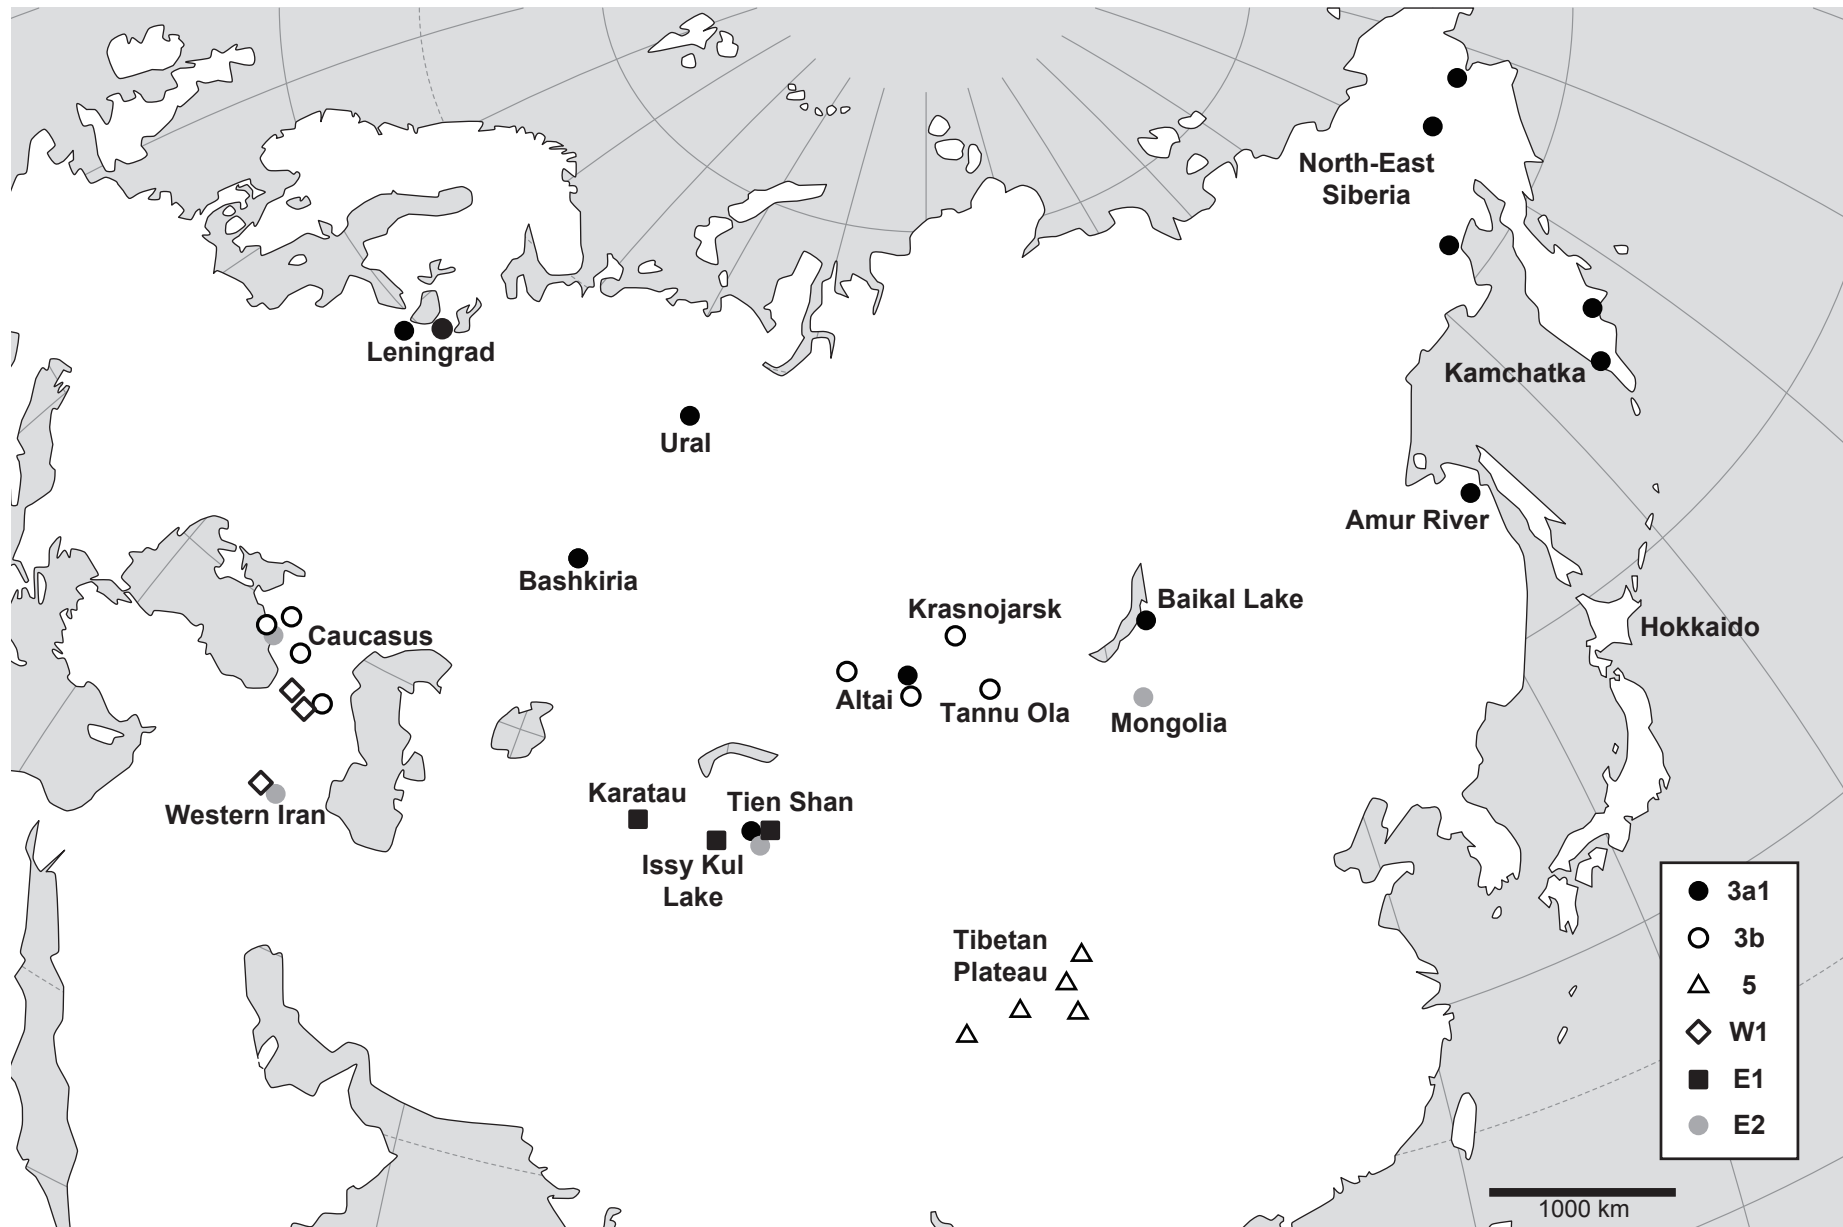 North-East
Siberia
Leningrad
Kamchatka
Ural
Amur River
Bashkiria
Krasnojarsk
Baikal Lake
Hokkaido
Caucasus
Altai
Tannu Ola
Mongolia
Karatau
Tien Shan
Western Iran
Issy Kul
Lake
Tibetan
Plateau
3a1
3b
5
W1
E1
E2
1000 km